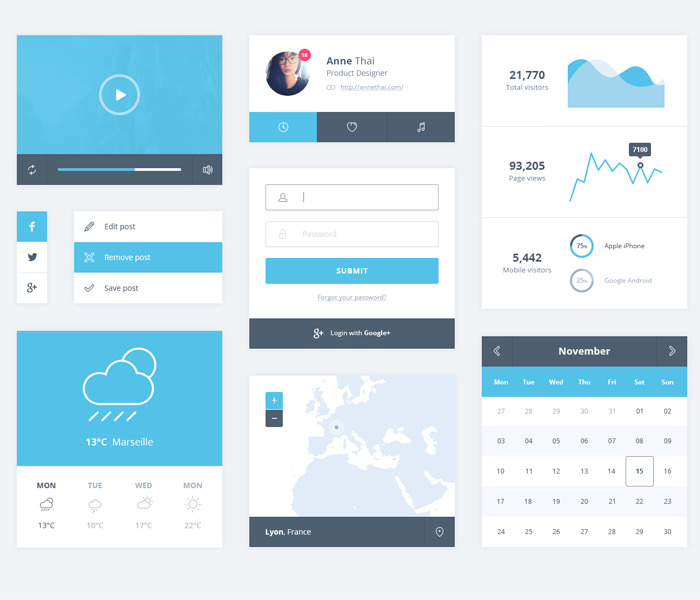 Edit post
Remove post
Save post
13°C Marseille
MON TUE WED MON
13°C 10°C 17°C 22°C
18
Anne Thai
Product Designer
http://annethai.com/
Password
SUBMIT
Forgot your password?
g+ Login with Google+
+
−
Lyon, France
21,770
Total visitors
7100
93,205
Page views
5,442
Mobile visitors
75% Apple iPhone
25% Google Android
November
Mon Tue Wed Thu Fri Sat Sun
27 28 29 30 31 01 02
03 04 05 06 07 08 09
10 11 12 13 14 15 16
17 18 19 20 21 22 23
24 25 26 27 28 29 30